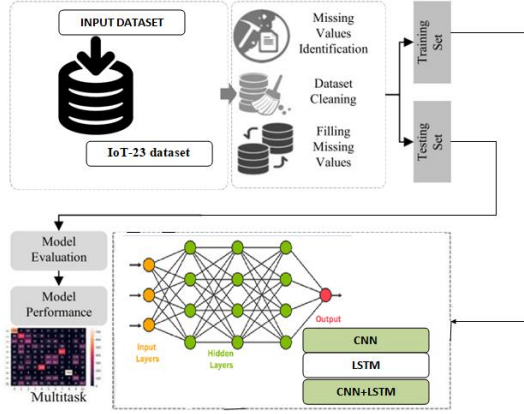 INPUT DATASET
IoT-23 dataset
Missing
Values
Identification
Dataset
Cleaning
Filling
Missing
Values
Training
Set
Testing
Set
Model
Evaluation
Model
Performance
Multitask
Input
Layers
Hidden
Layers
Output
CNN
LSTM
CNN+LSTM